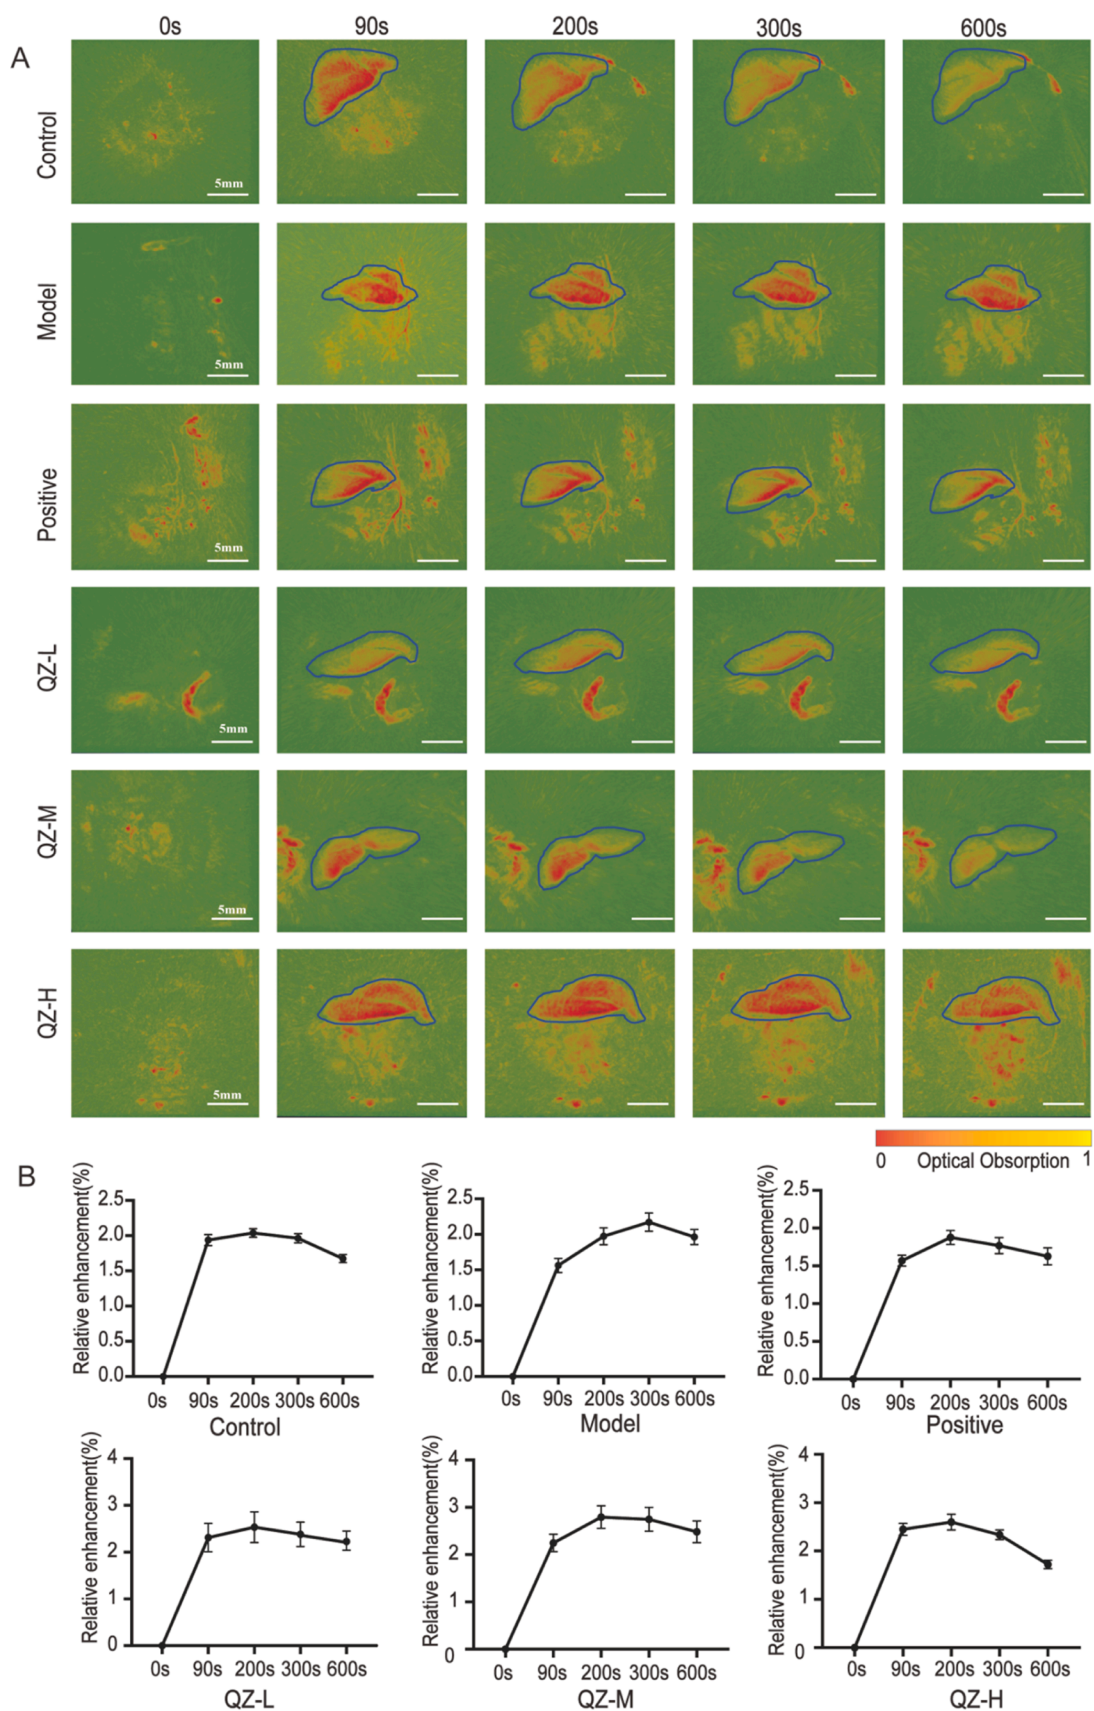 0s 90s 200s 300s 600s
A
Control
5mm
Model
5mm
Positive
5mm
QZ-L
5mm
QZ-M
5mm
QZ-H
5mm
0 Optical Obsorption 1
B
Relative enhancement(%)
2.5
2.0
1.5
1.0
0.5
0.0
0s 90s 200s 300s 600s
Control
Relative enhancement(%)
2.5
2.0
1.5
1.0
0.5
0.0
0s 90s 200s 300s 600s
Model
Relative enhancement(%)
2.5
2.0
1.5
1.0
0.5
0.0
0s 90s 200s 300s 600s
Positive
Relative enhancement(%)
4
3
2
1
0
0s 90s 200s 300s 600s
QZ-L
Relative enhancement(%)
4
3
2
1
0
0s 90s 200s 300s 600s
QZ-M
Relative enhancement(%)
4
3
2
1
0
0s 90s 200s 300s 600s
QZ-H